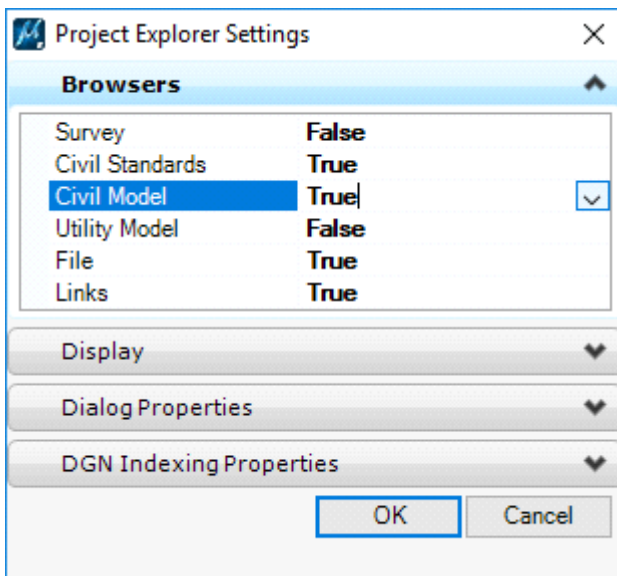 Project Explorer Settings
Browsers
Survey False
Civil Standards True
Civil Model True
Utility Model False
File True
Links True
Display
Dialog Properties
DGN Indexing Properties
OK Cancel